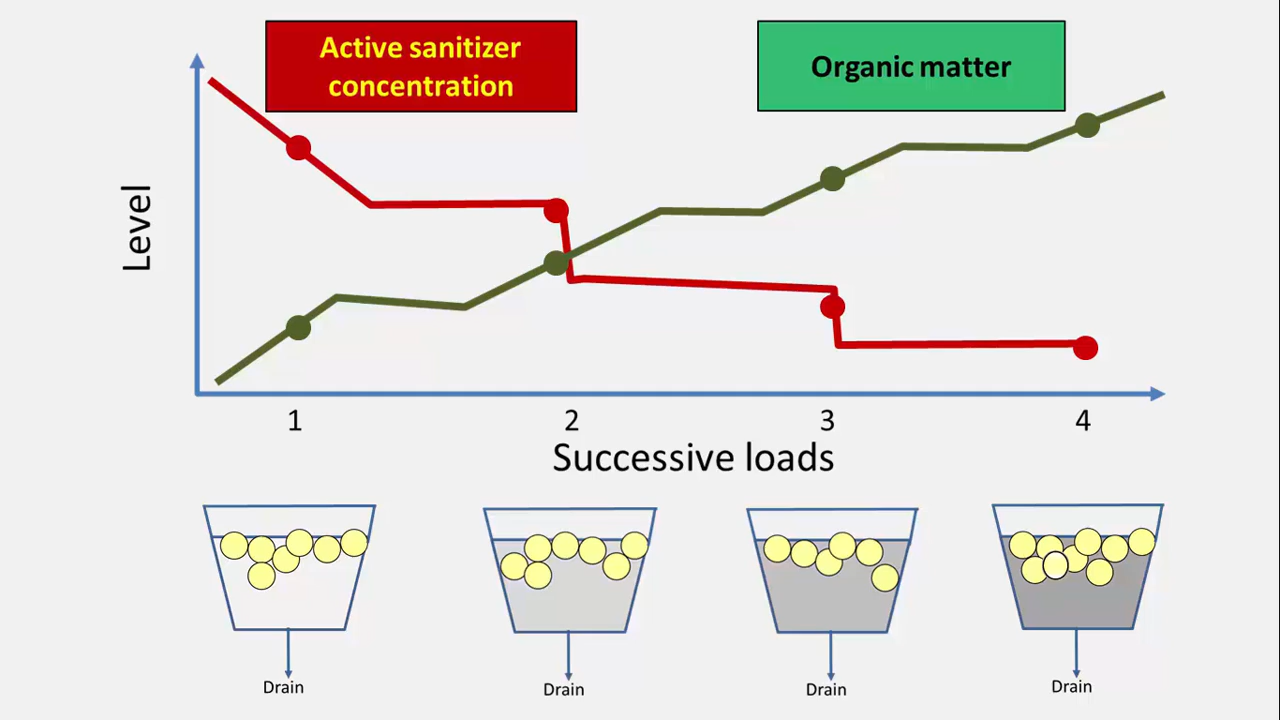 Active sanitizer
concentration
Organic matter
Level
1 2 3 4
Successive loads
Drain Drain Drain Drain